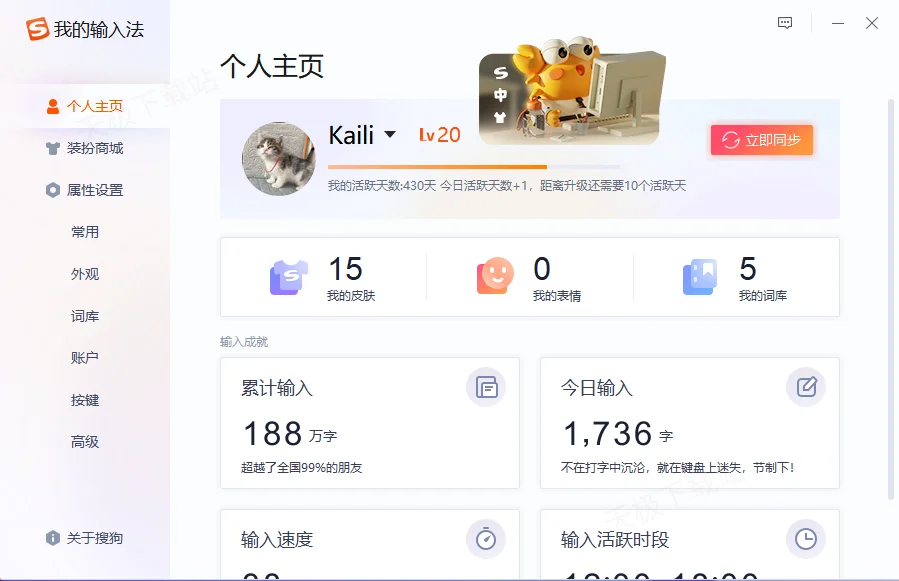 我的输入法
个人主页
装扮商城
属性设置
常用
外观
词库
账户
按键
高级
关于搜狗
个人主页
中
Kaili
Lv20
立即同步
我的活跃天数:430天 今日活跃天数+1，距离升级还需要10个活跃天
15
我的皮肤
0
我的表情
5
我的词库
输入成就
累计输入
188 万字
超越了全国99%的朋友
今日输入
1,736 字
不在打字中沉沦，就在键盘上迷失，节制下！
输入速度
输入活跃时段
天极下载站